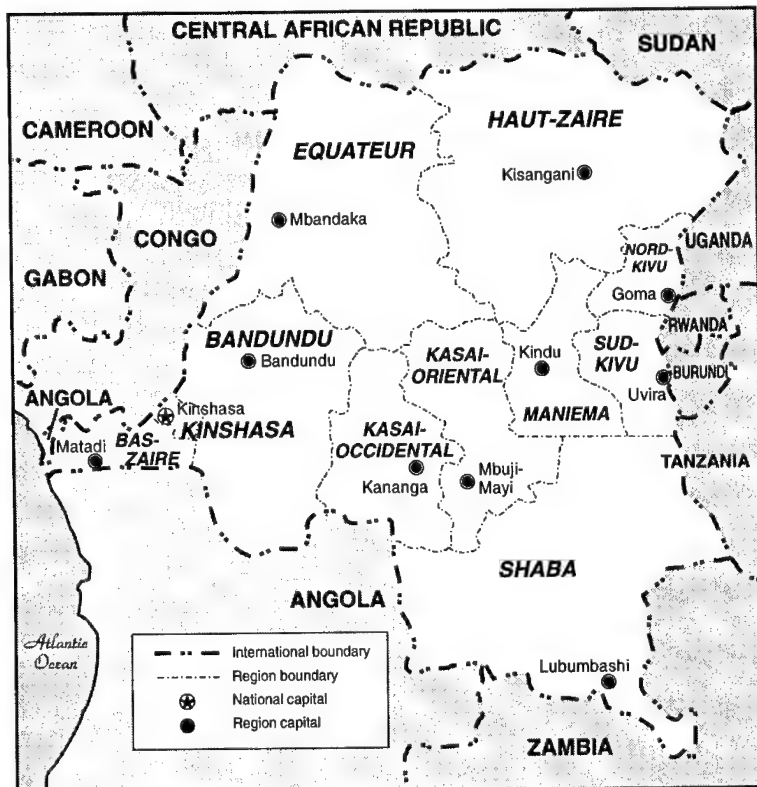 CENTRAL AFRICAN REPUBLIC
SUDAN
CAMEROON
HAUT-ZAIRE
EQUATEUR
Kisangani
Mbandaka
CONGO
NORD-
KIVU
UGANDA
GABON
Goma
RWANDA
BANDUNDU
Bandundu
KASAI-
ORIENTAL
Kindu
SUD-
KIVU
BURUNDI
Uvira
ANGOLA
Kinshasa
KINSHASA
MANIEMA
BAS-
ZAIRE
Matadi
KASAI-
OCCIDENTAL
Kananga
Mbuji-
Mayi
TANZANIA
SHABA
ANGOLA
Atlantic
Ocean
International boundary
Region boundary
National capital
Region capital
Lubumbashi
ZAMBIA